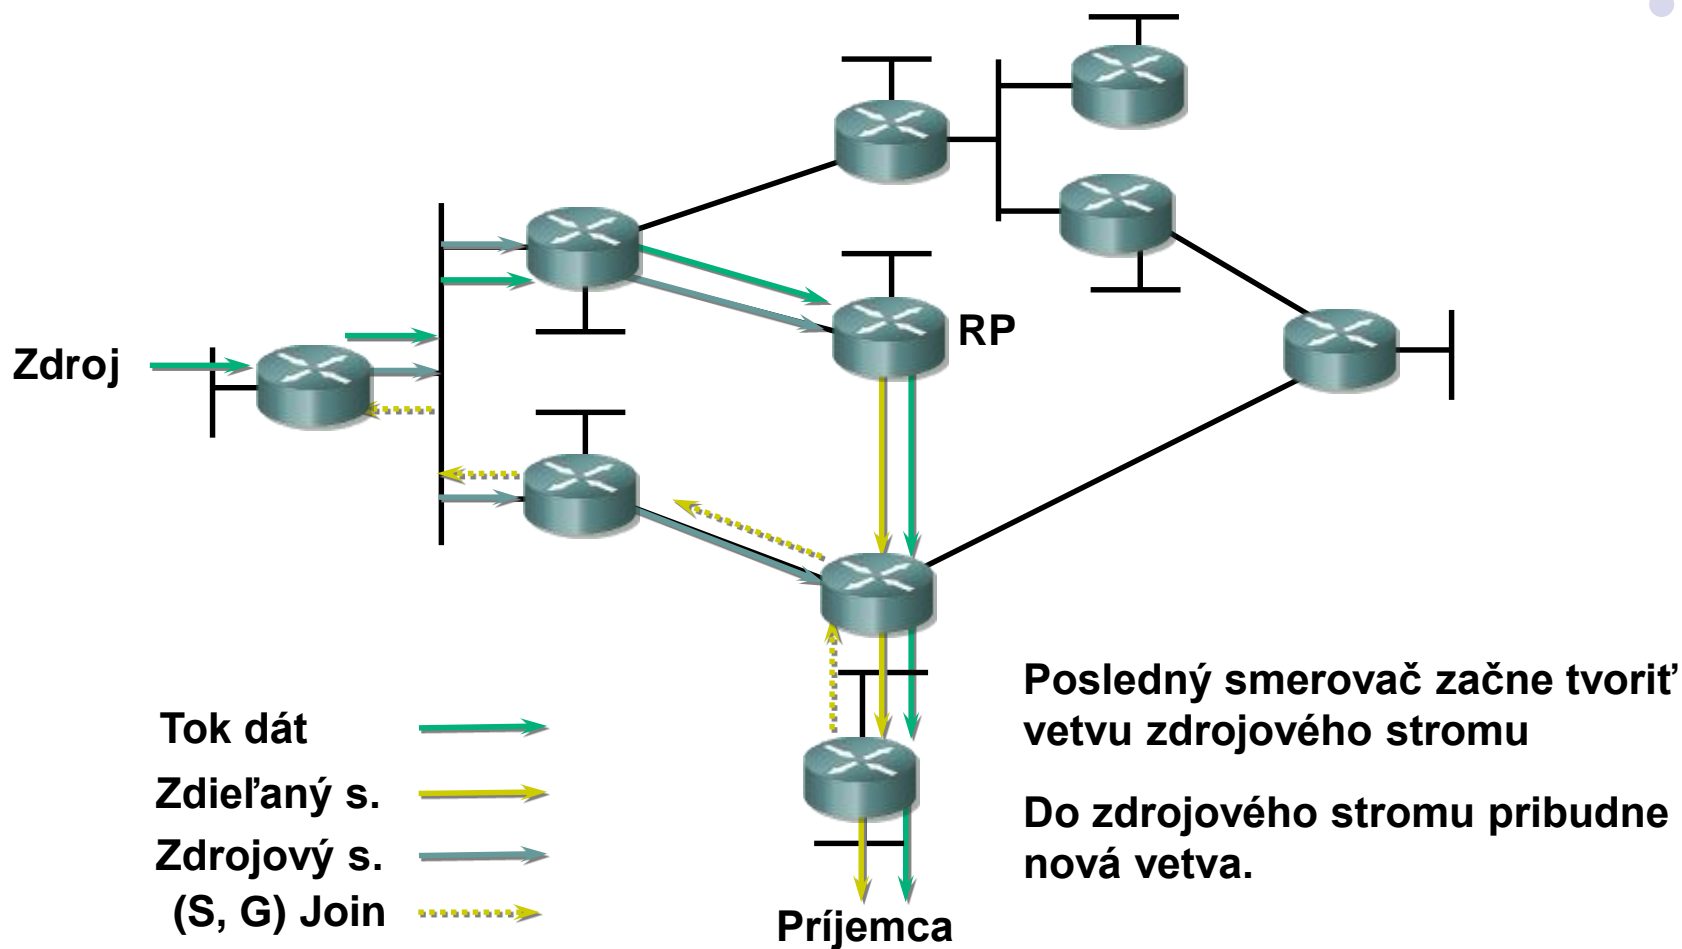 RP
Zdroj
Tok dát
Zdieľaný s.
Zdrojový s.
(S, G) Join
Príjemca
Posledný smerovač začne tvoriť
vetvu zdrojového stromu
Do zdrojového stromu pribudne
nová vetva.